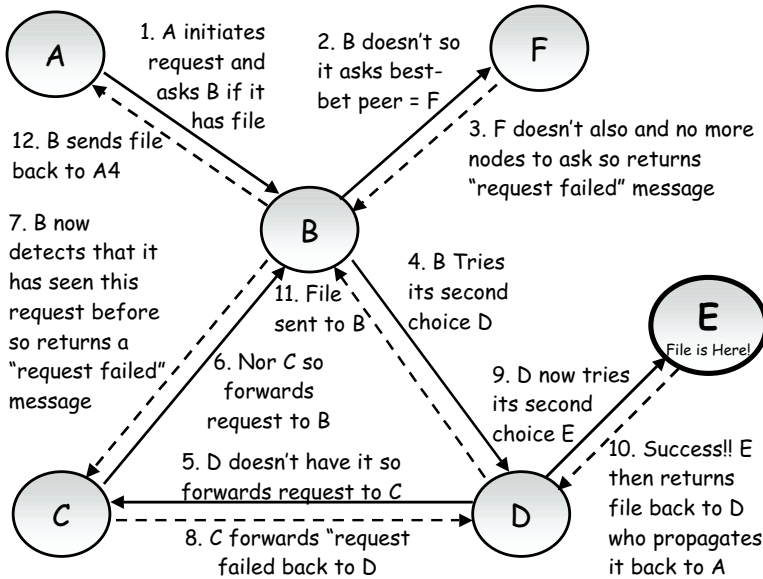 A
1. A initiates
request and
asks B if it
has file
2. B doesn't so
it asks best-
bet peer = F
F
12. B sends file
back to A4
3. F doesn't also and no more
nodes to ask so returns
“request failed” message
B
7. B now
detects that it
has seen this
request before
so returns a
“request failed”
message
11. File
sent to B
4. B Tries
its second
choice D
E
File is Here!
6. Nor C so
forwards
request to B
9. D now tries
its second
choice E
5. D doesn't have it so
forwards request to C
C
D
8. C forwards “request
failed back to D
10. Success!! E
then returns
file back to D
who propagates
it back to A